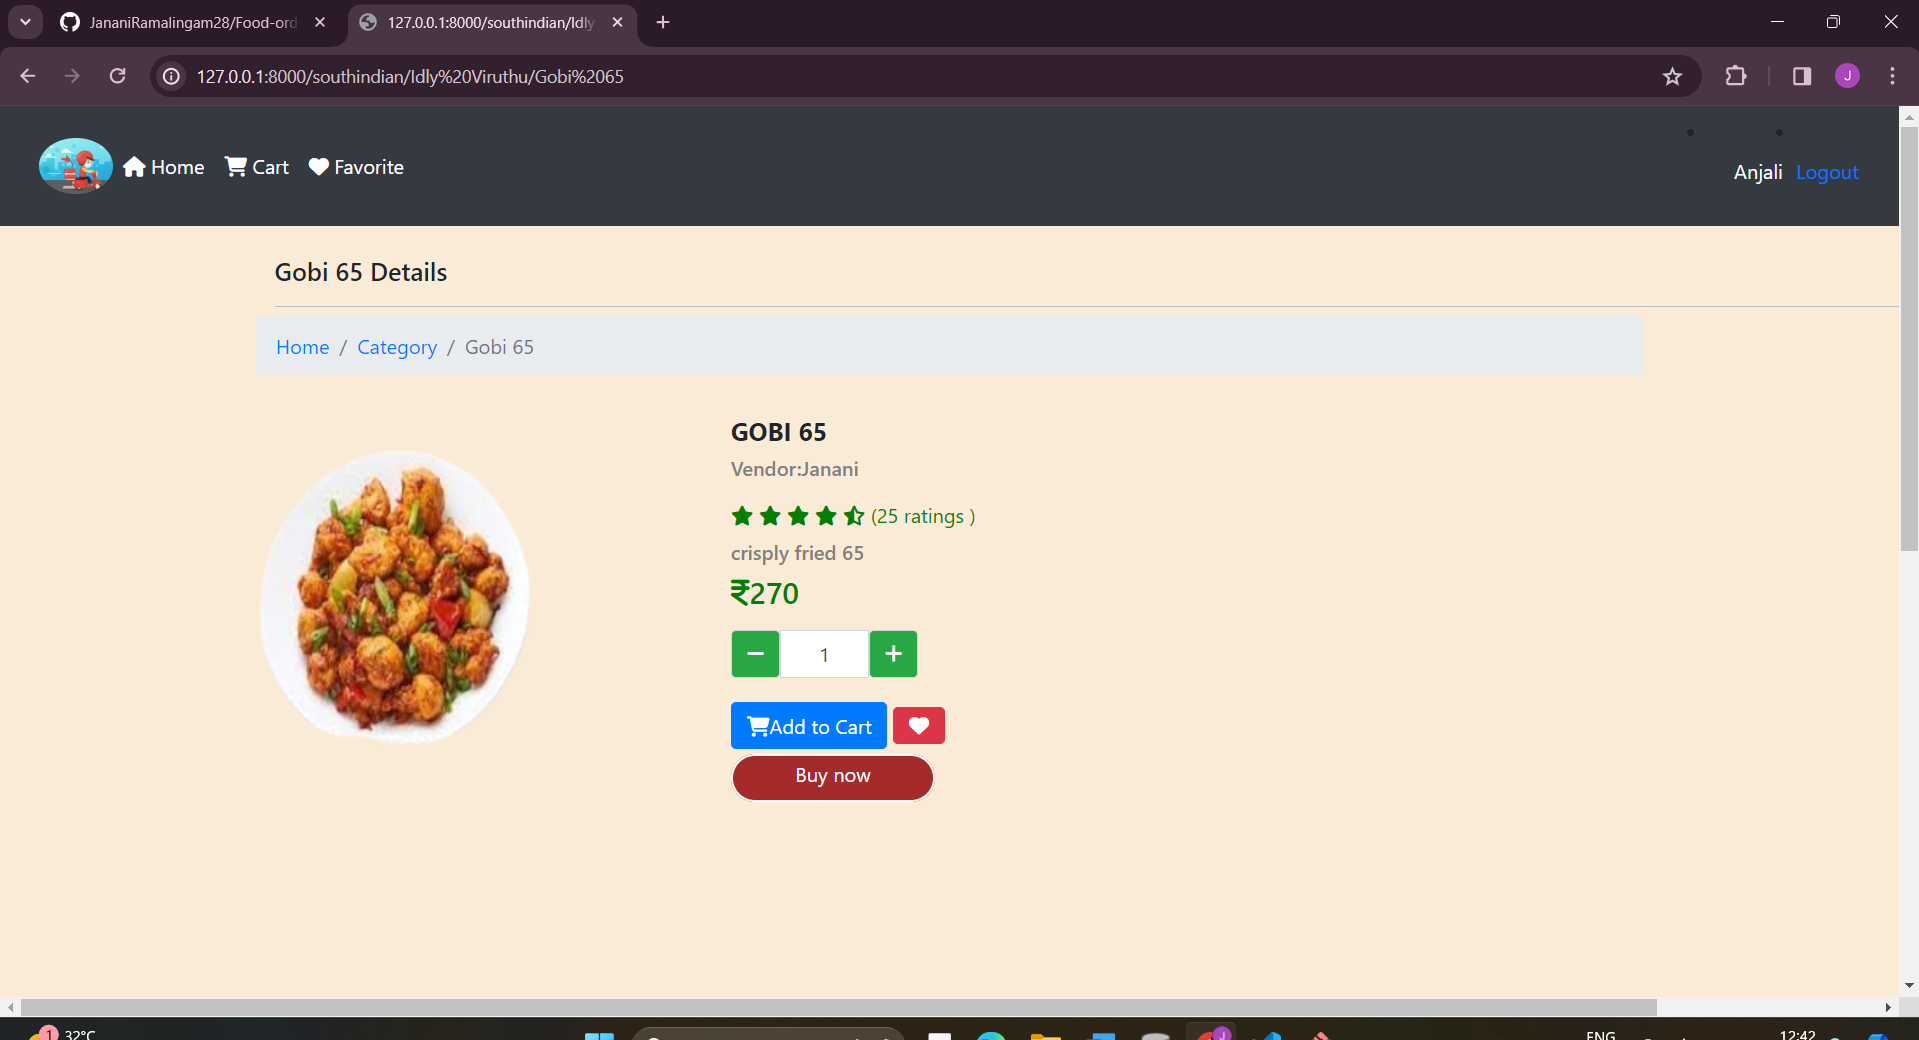 JananiRamalingam28/Food-ord
127.0.0.1:8000/southindian/Idly
127.0.0.1:8000/southindian/Idly%20Viruthu/Gobi%2065
J
Home Cart Favorite
Anjali Logout
Gobi 65 Details
Home / Category / Gobi 65
GOBI 65
Vendor:Janani
(25 ratings )
crisply fried 65
₹270
1
Add to Cart
Buy now
1 32°C
J
ENG
12:42